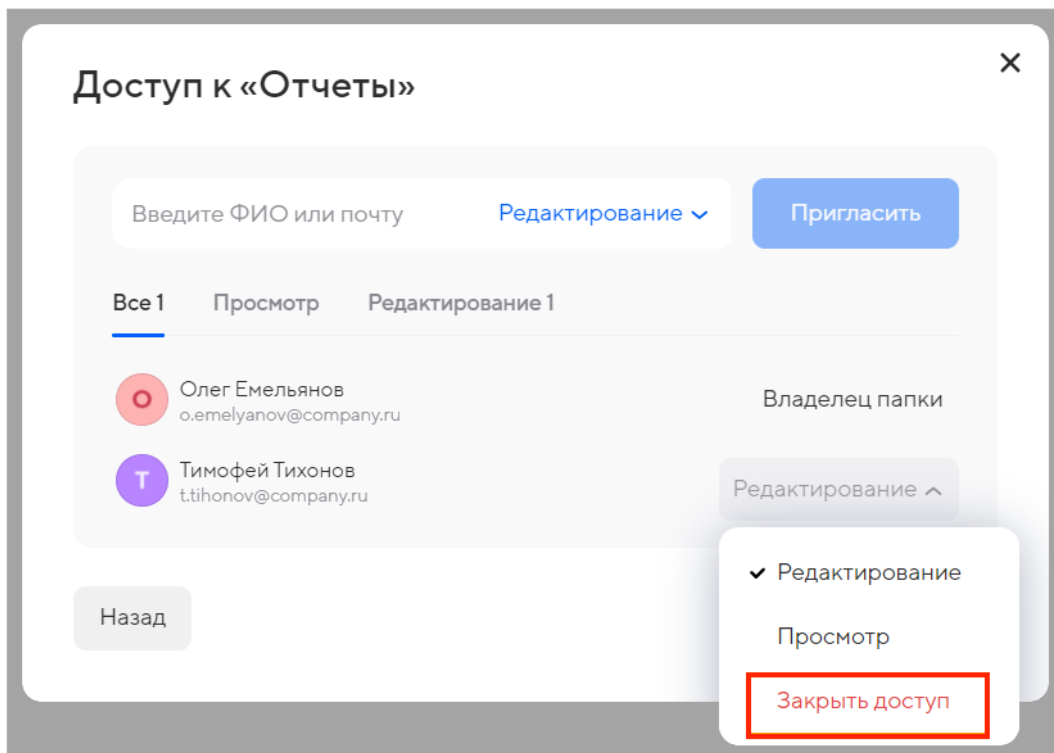 Доступ к «Отчеты»
Введите ФИО или почту Редактирование Пригласить
Все 1 Просмотр Редактирование 1
О
Олег Емельянов
o.emelyanov@company.ru
Владелец папки
Т
Тимофей Тихонов
t.tihonov@company.ru
Редактирование
Редактирование
Просмотр
Закрыть доступ
Назад